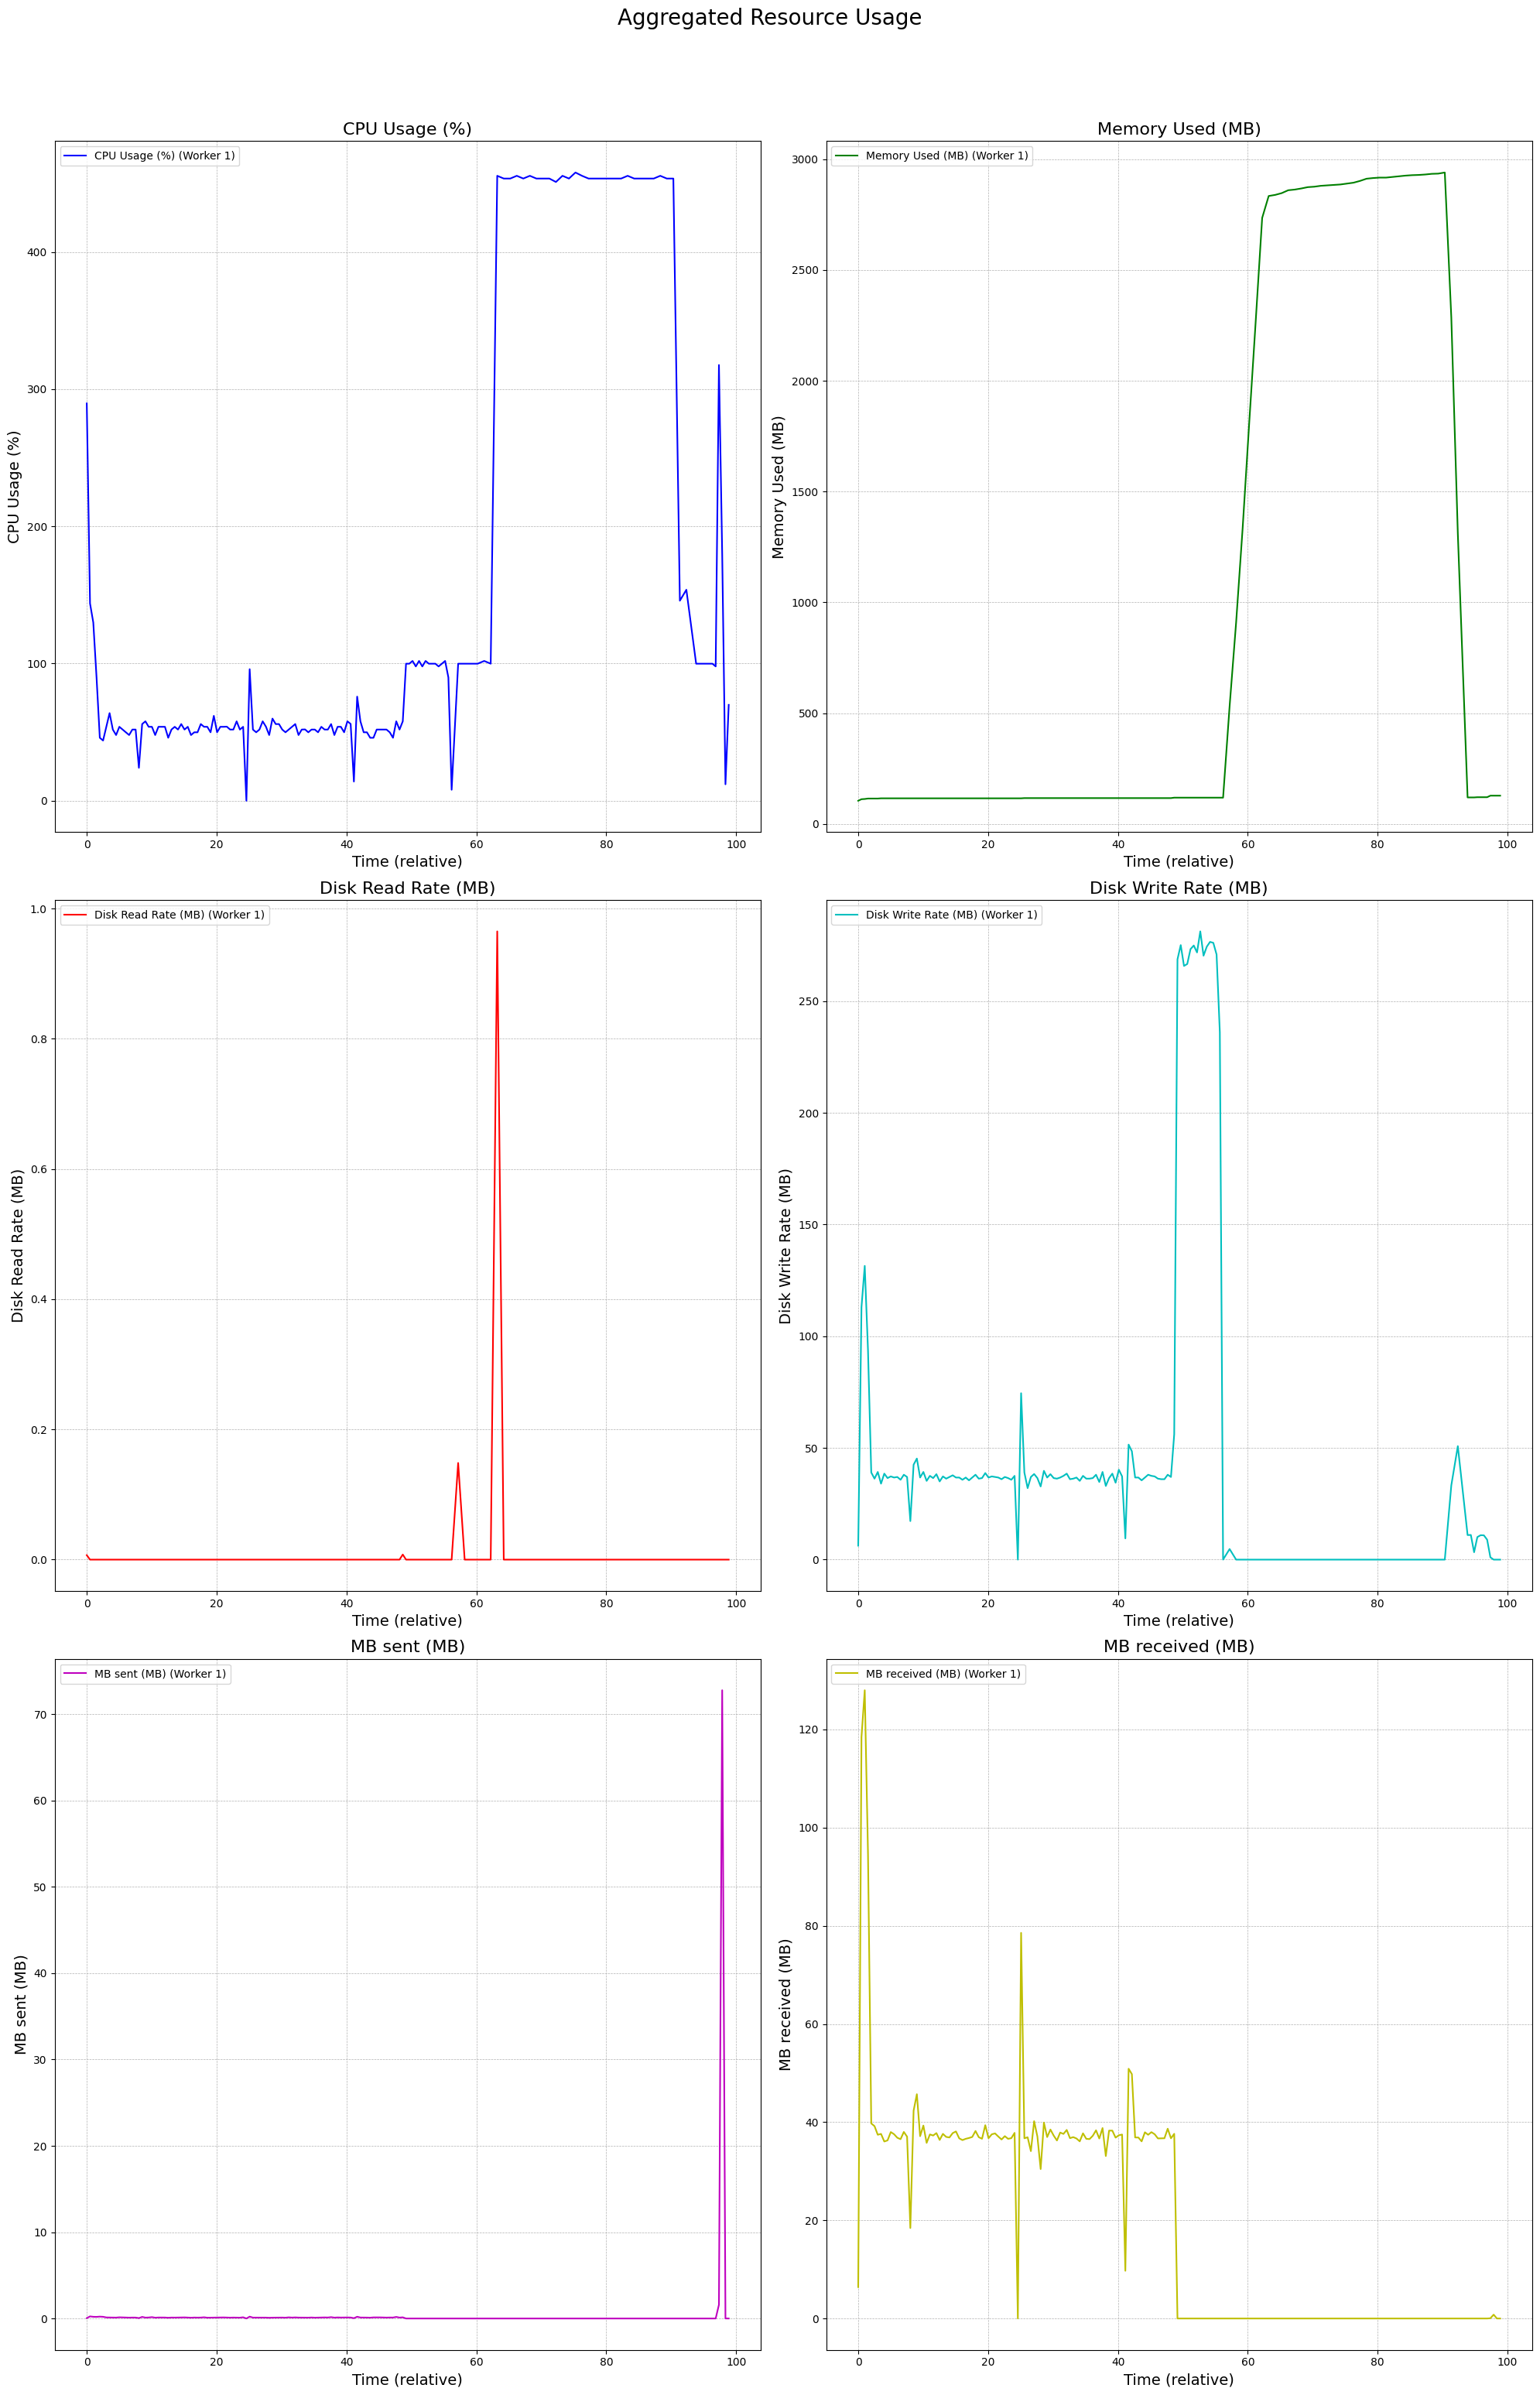 Aggregated Resource Usage
CPU Usage (%)
CPU Usage (%) (Worker 1)
CPU Usage (%)
400
300
200
100
0
0 20 40 60 80 100
Time (relative)
Memory Used (MB)
Memory Used (MB) (Worker 1)
Memory Used (MB)
3000
2500
2000
1500
1000
500
0
0 20 40 60 80 100
Time (relative)
Disk Read Rate (MB)
Disk Read Rate (MB) (Worker 1)
Disk Read Rate (MB)
1.0
0.8
0.6
0.4
0.2
0.0
0 20 40 60 80 100
Time (relative)
Disk Write Rate (MB)
Disk Write Rate (MB) (Worker 1)
Disk Write Rate (MB)
250
200
150
100
50
0
0 20 40 60 80 100
Time (relative)
MB sent (MB)
MB sent (MB) (Worker 1)
MB sent (MB)
70
60
50
40
30
20
10
0
0 20 40 60 80 100
Time (relative)
MB received (MB)
MB received (MB) (Worker 1)
MB received (MB)
120
100
80
60
40
20
0
0 20 40 60 80 100
Time (relative)